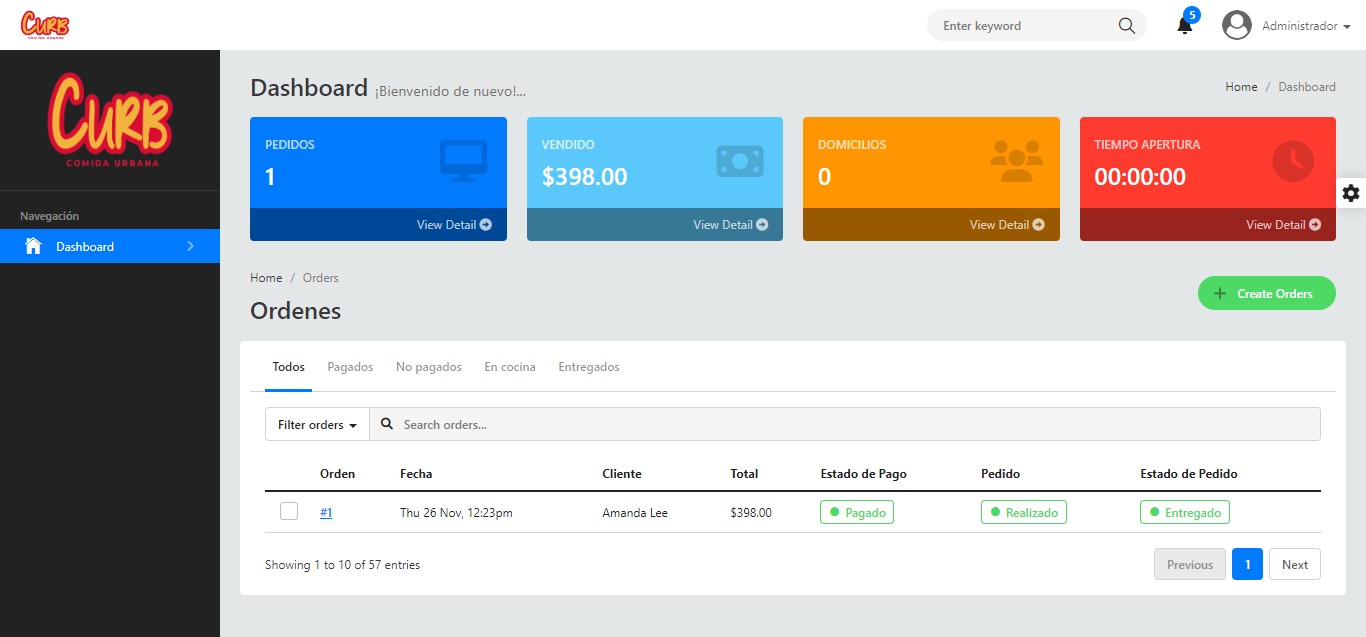 CURB
COMIDA URBANA
Enter keyword
5
Administrador
CURB
COMIDA URBANA
Navegación
Dashboard
Dashboard ¡Bienvenido de nuevo!...
Home / Dashboard
PEDIDOS
1
View Detail
VENDIDO
$398.00
View Detail
DOMICILIOS
0
View Detail
TIEMPO APERTURA
00:00:00
View Detail
Home / Orders
Ordenes
Create Orders
Todos Pagados No pagados En cocina Entregados
Filter orders Search orders...
Orden Fecha Cliente Total Estado de Pago Pedido Estado de Pedido
#1 Thu 26 Nov, 12:23pm Amanda Lee $398.00 Pagado Realizado Entregado
Showing 1 to 10 of 57 entries
Previous 1 Next